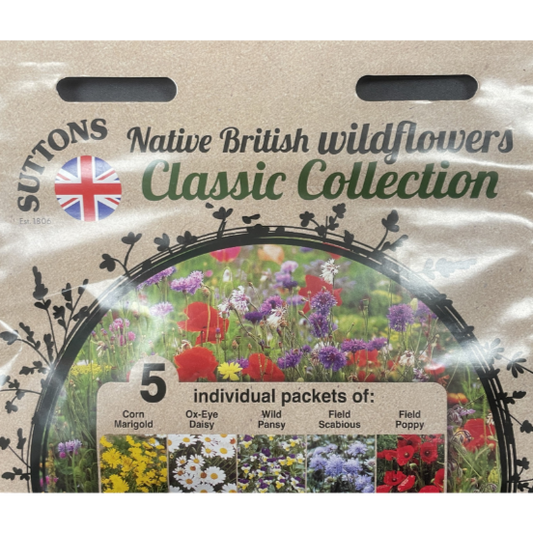 SUTTONS
Est. 1806
Native British wildflowers
Classic Collection
5 individual packets of:
Corn Marigold
Ox-Eye Daisy
Wild Pansy
Field Scabious
Field Poppy